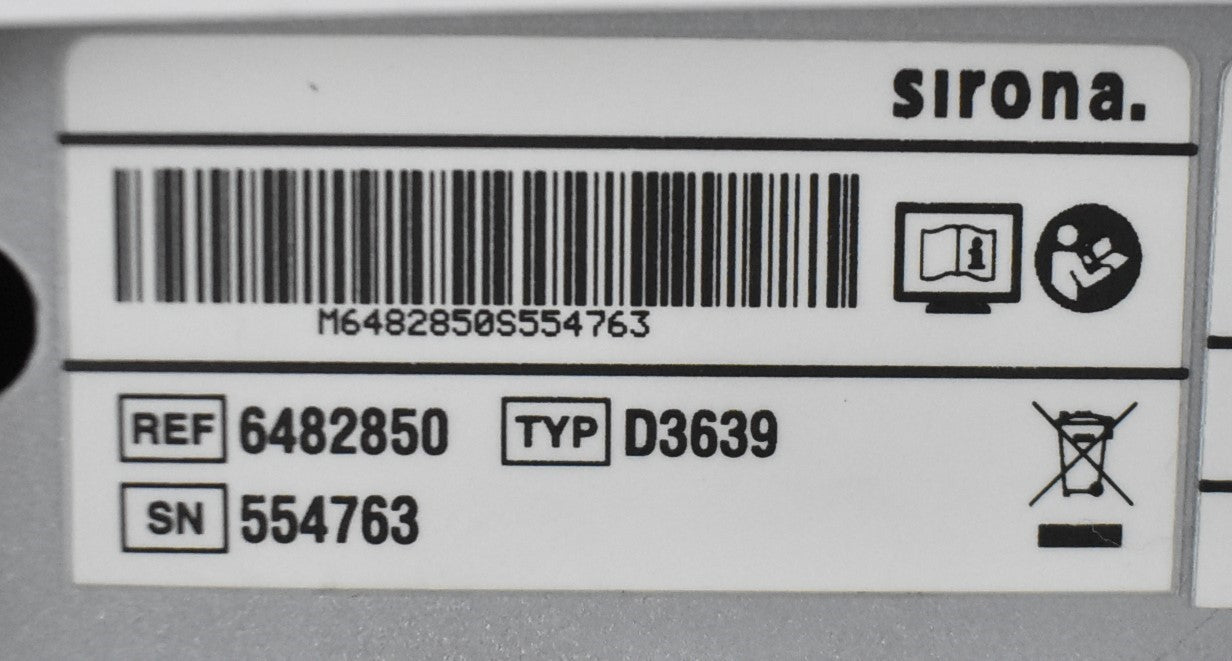 sirona.
M6482850S554763
REF 6482850 TYP D3639
SN 554763